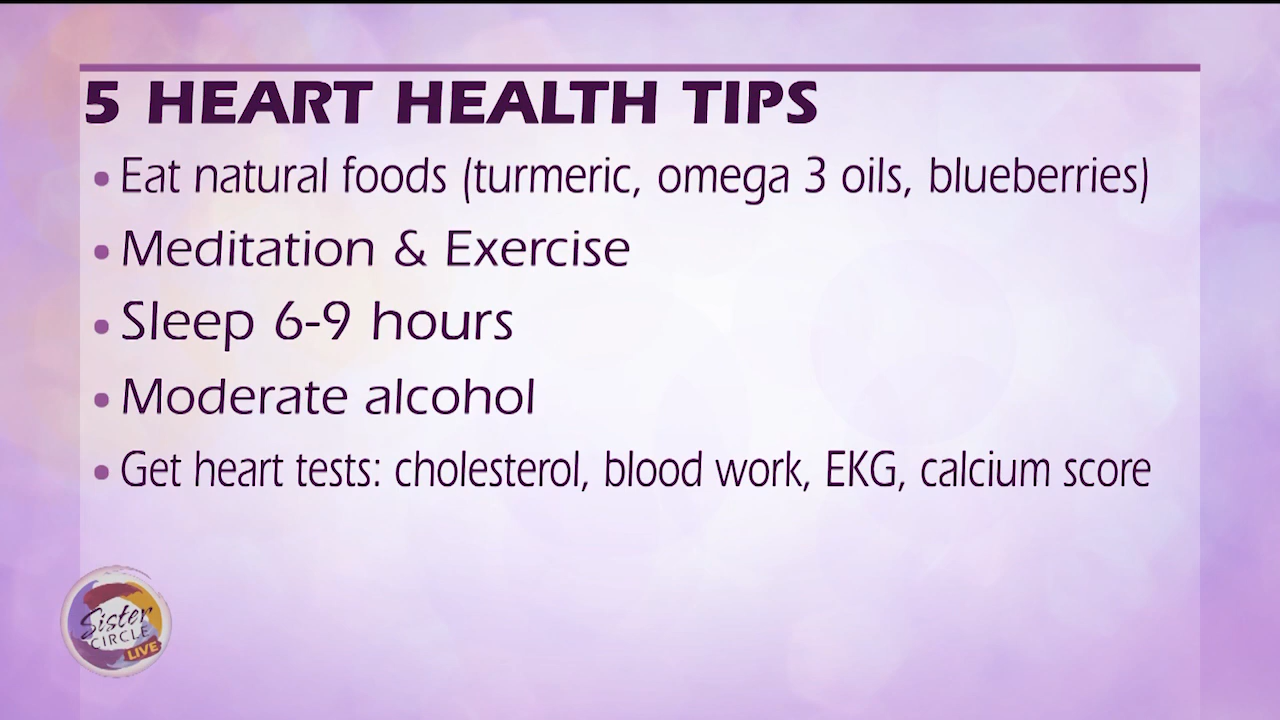 5 HEART HEALTH TIPS
• Eat natural foods (turmeric, omega 3 oils, blueberries)
• Meditation & Exercise
• Sleep 6-9 hours
• Moderate alcohol
• Get heart tests: cholesterol, blood work, EKG, calcium score
Sister
CIRCLE
LIVE